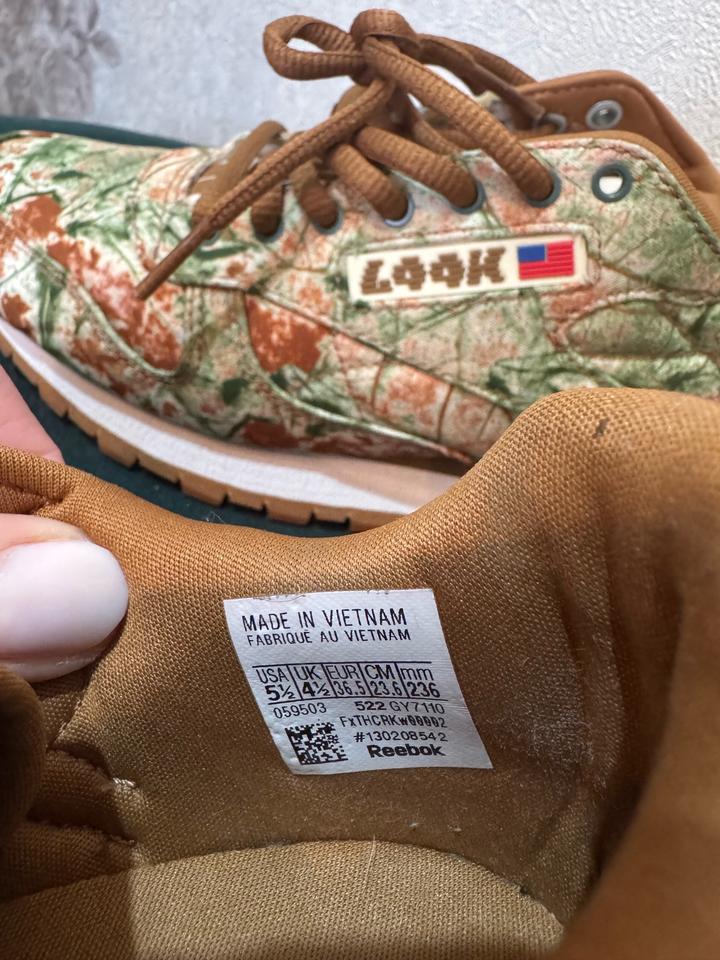 LOOK
MADE IN VIETNAM
FABRIQUÉ AU VIETNAM
USA UK EUR CM mm
5½ 4½ 36.5 23.6 236
059503 522 GY7110
FxTHCRKw00002
#130208542
Reebok